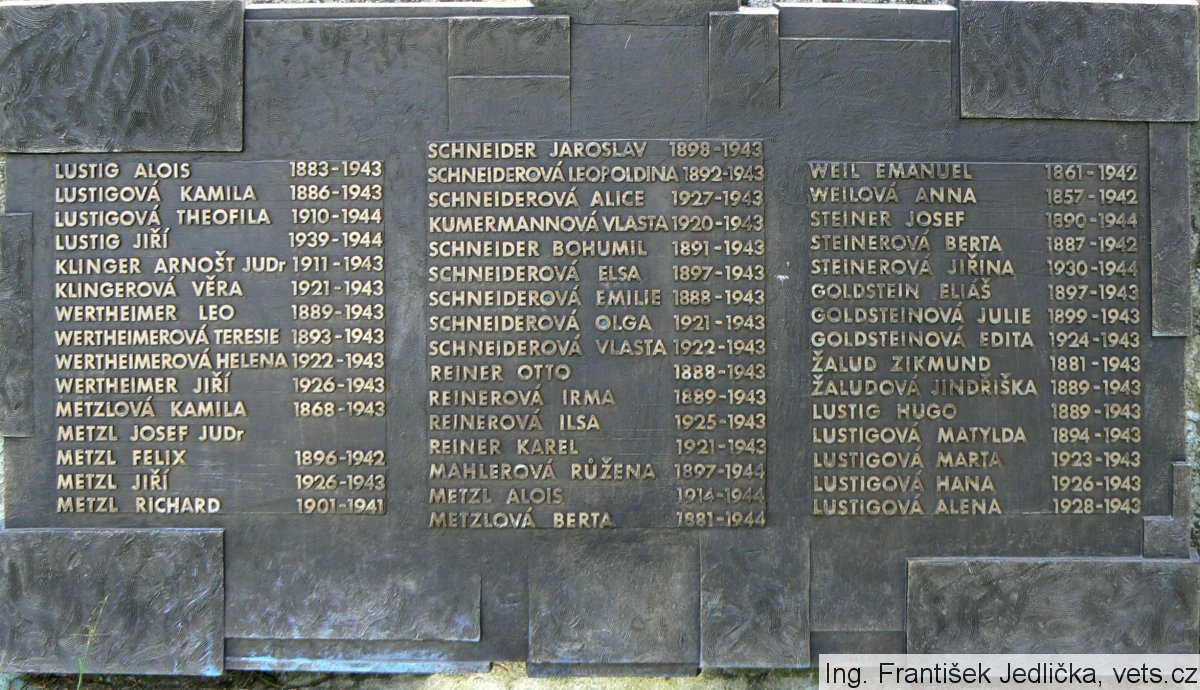 LUSTIG ALOIS 1883-1943
LUSTIGOVÁ KAMILA 1886-1943
LUSTIGOVÁ THEOFILA 1910-1944
LUSTIG JIŘÍ 1939-1944
KLINGER ARNOŠT JUDr 1911-1943
KLINGEROVÁ VĚRA 1921-1943
WERTHEIMER LEO 1889-1943
WERTHEIMEROVÁ TERESIE 1893-1943
WERTHEIMEROVÁ HELENA 1922-1943
WERTHEIMER JIŘÍ 1926-1943
METZLOVÁ KAMILA 1868-1943
METZL JOSEF JUDr
METZL FELIX 1896-1942
METZL JIŘÍ 1926-1943
METZL RICHARD 1901-1941
SCHNEIDER JAROSLAV 1898-1943
SCHNEIDEROVÁ LEOPOLDINA 1892-1943
SCHNEIDEROVÁ ALICE 1927-1943
KUMERMANNOVÁ VLASTA 1920-1943
SCHNEIDER BOHUMIL 1891-1943
SCHNEIDEROVÁ ELSA 1897-1943
SCHNEIDEROVÁ EMILIE 1888-1943
SCHNEIDEROVÁ OLGA 1921-1943
SCHNEIDEROVÁ VLASTA 1922-1943
REINER OTTO 1888-1943
REINEROVÁ IRMA 1889-1943
REINEROVÁ ILSA 1925-1943
REINER KAREL 1921-1943
MAHLEROVÁ RŮŽENA 1897-1944
METZL ALOIS 1914-1944
METZLOVÁ BERTA 1881-1944
WEIL EMANUEL 1861-1942
WEILOVÁ ANNA 1857-1942
STEINER JOSEF 1890-1944
STEINEROVÁ BERTA 1887-1942
STEINEROVÁ JIŘINA 1930-1944
GOLDSTEIN ELIÁŠ 1897-1943
GOLDSTEINOVÁ JULIE 1899-1943
GOLDSTEINOVÁ EDITA 1924-1943
ŽALUD ZIKMUND 1881-1943
ŽALUDOVÁ JINDŘIŠKA 1889-1943
LUSTIG HUGO 1889-1943
LUSTIGOVÁ MATYLDA 1894-1943
LUSTIGOVÁ MARTA 1923-1943
LUSTIGOVÁ HANA 1926-1943
LUSTIGOVÁ ALENA 1928-1943
Ing. František Jedlička, vets.cz